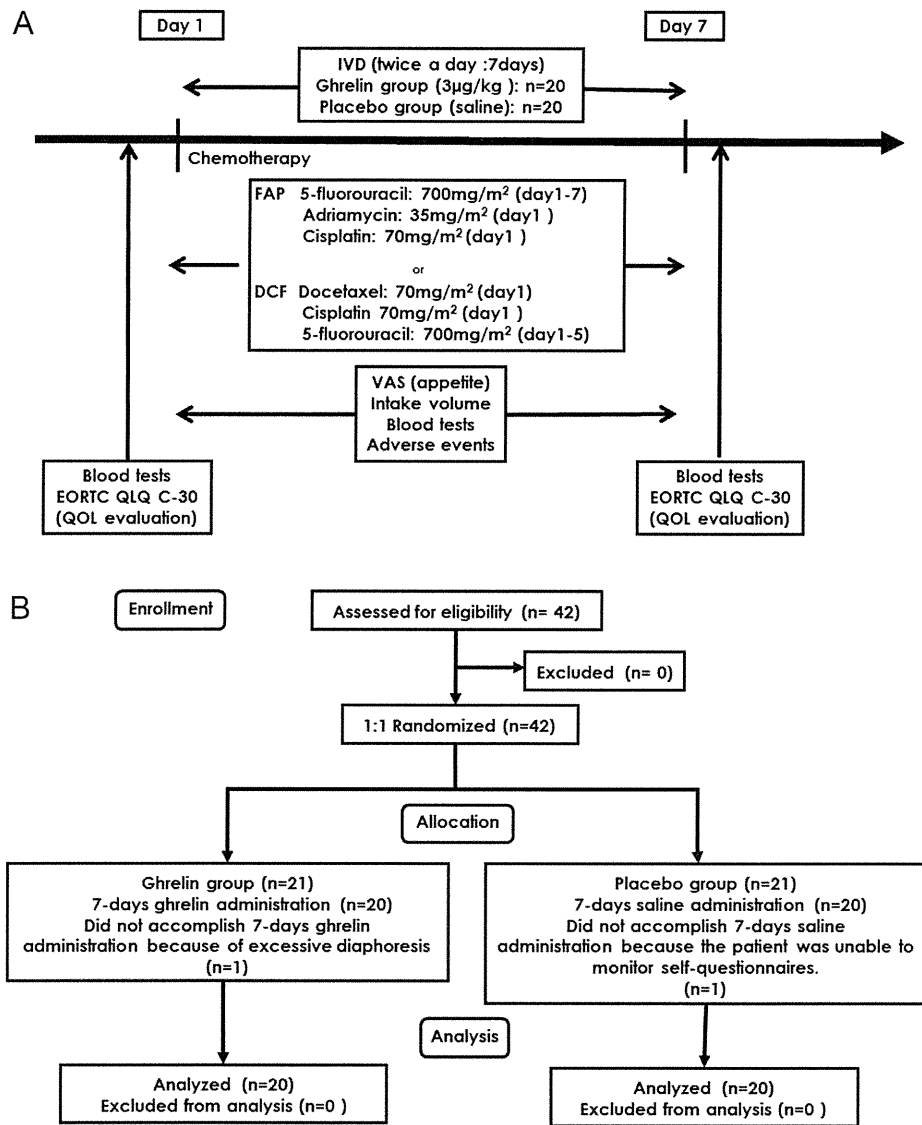 A
Day 1
Day 7
IVD (twice a day :7days)
Ghrelin group (3µg/kg ): n=20
Placebo group (saline): n=20
Chemotherapy
FAP 5-fluorouracil: 700mg/m² (day1-7)
Adriamycin: 35mg/m² (day1 )
Cisplatin: 70mg/m² (day1 )
or
DCF Docetaxel: 70mg/m² (day1)
Cisplatin 70mg/m² (day1 )
5-fluorouracil: 700mg/m² (day1-5)
VAS (appetite)
Intake volume
Blood tests
Adverse events
Blood tests
EORTC QLQ C-30
(QOL evaluation)
Blood tests
EORTC QLQ C-30
(QOL evaluation)
B
Enrollment
Assessed for eligibility (n= 42)
Excluded (n= 0)
1:1 Randomized (n=42)
Allocation
Ghrelin group (n=21)
7-days ghrelin administration (n=20)
Did not accomplish 7-days ghrelin
administration because of excessive diaphoresis
(n=1)
Placebo group (n=21)
7-days saline administration (n=20)
Did not accomplish 7-days saline
administration because the patient was unable to
monitor self-questionnaires.
(n=1)
Analysis
Analyzed (n=20)
Excluded from analysis (n=0 )
Analyzed (n=20)
Excluded from analysis (n=0 )